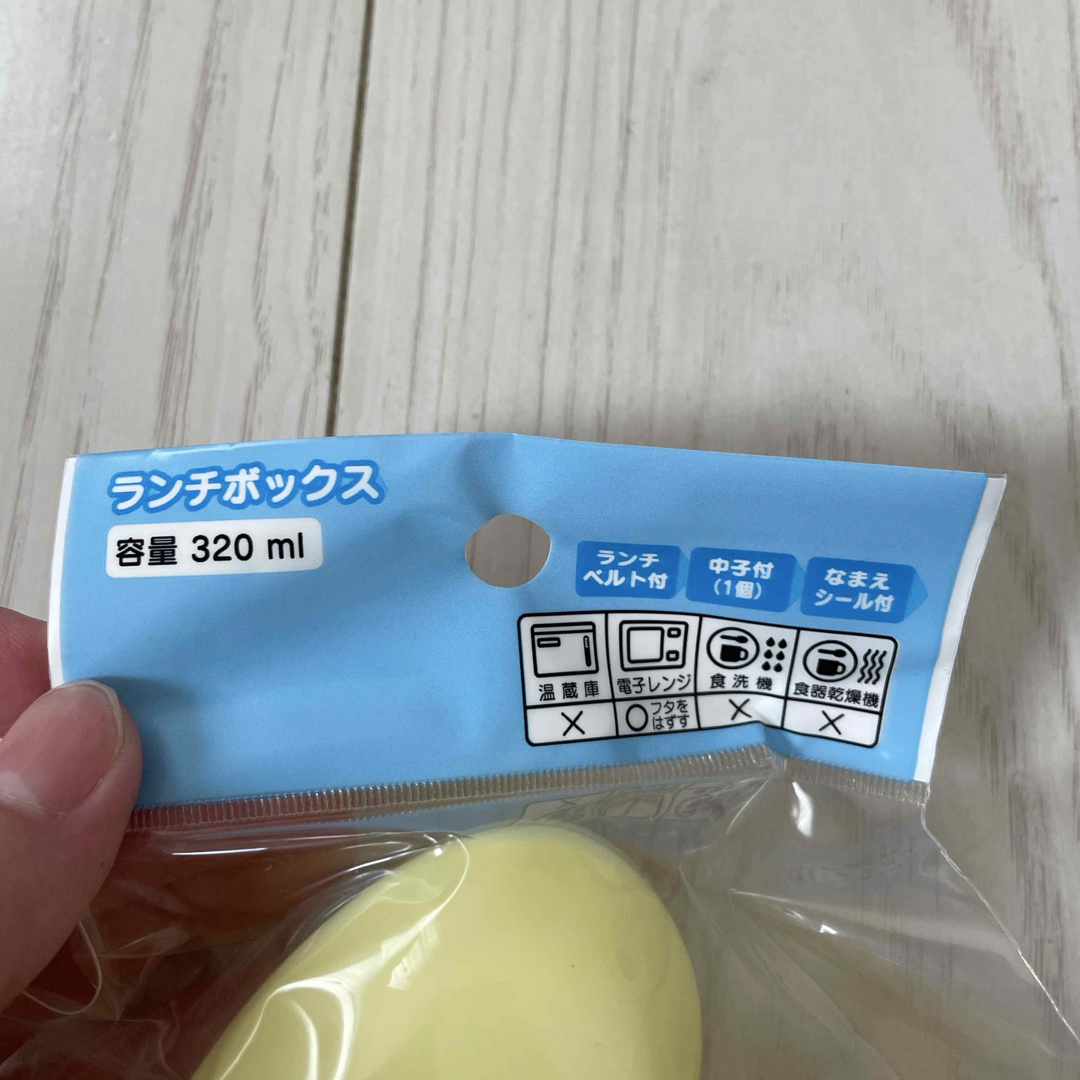 ランチボックス
容量 320 ml
ランチ
ベルト付
中子付
(1個)
なまえ
シール付
温蔵庫 電子レンジ 食洗機 食器乾燥機
× ○フタを × ×
はずす